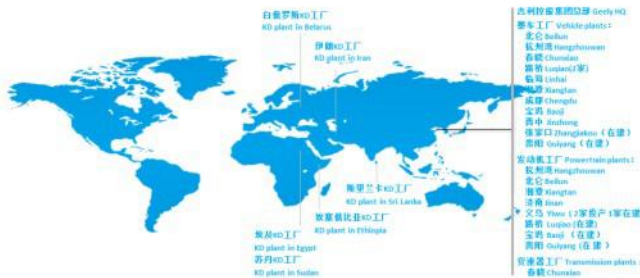 白俄罗斯KD工厂
KD plant in Belarus
伊朗KD工厂
KD plant in Iran
斯里兰卡KD工厂
KD plant in Sri Lanka
埃塞俄比亚KD工厂
KD plant in Ethinpia
埃及KD工厂
KD plant in Egypt
苏丹KD工厂
KD plant in Sudan
吉利控股集团总部 Geely HQ
整车工厂 Vehicle plants:
北仑 Beilun
杭州湾 Hangzhouwan
春晓 Chunxiao
路桥 Luqiao(2家)
临海 Linhai
湘潭 Xiangtan
成都 Chengdu
宝鸡 Baoji
晋中 Jinzhong
张家口 Zhangjiakou(在建)
贵阳 Guiyang(在建)
发动机工厂 Powertrain plants:
杭州湾 Hangzhouwan
北仑 Beilun
湘潭 Xiangtan
济南 Jinan
义乌 Yiwu(2家投产1家在建
路桥 Luqiao(在建)
宝鸡 Baoji(在建)
贵阳 Guiyang(在建)
变速器工厂 Transmission plants
春晓 Chunxiao